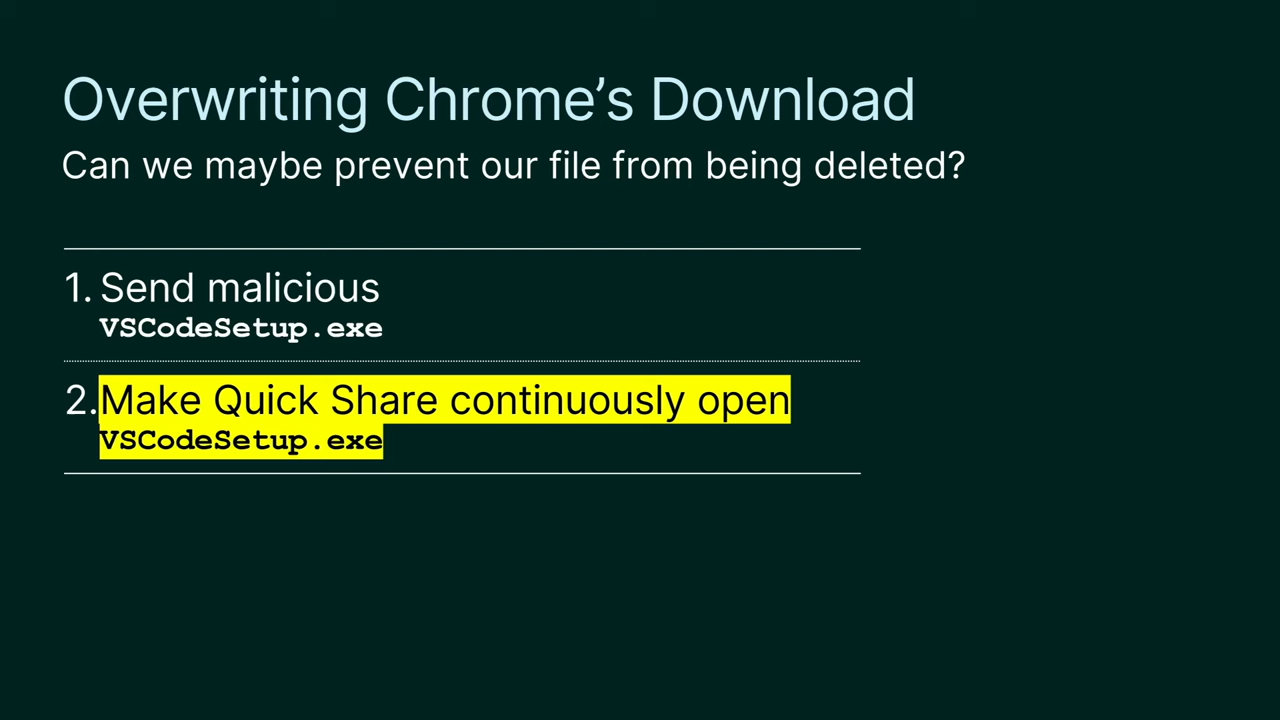 Overwriting Chrome’s Download
Can we maybe prevent our file from being deleted?
1. Send malicious
VSCodeSetup.exe
2. Make Quick Share continuously open
VSCodeSetup.exe